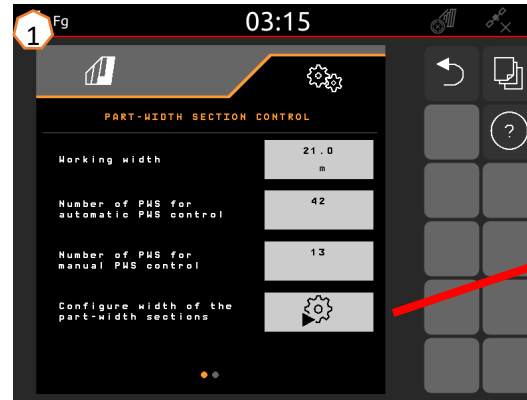 1
Fg
03:15
PART-WIDTH SECTION CONTROL
Working width
21.0
m
Number of PWS for
automatic PWS control
42
Number of PWS for
manual PWS control
13
Configure width of the
part-width sections
?